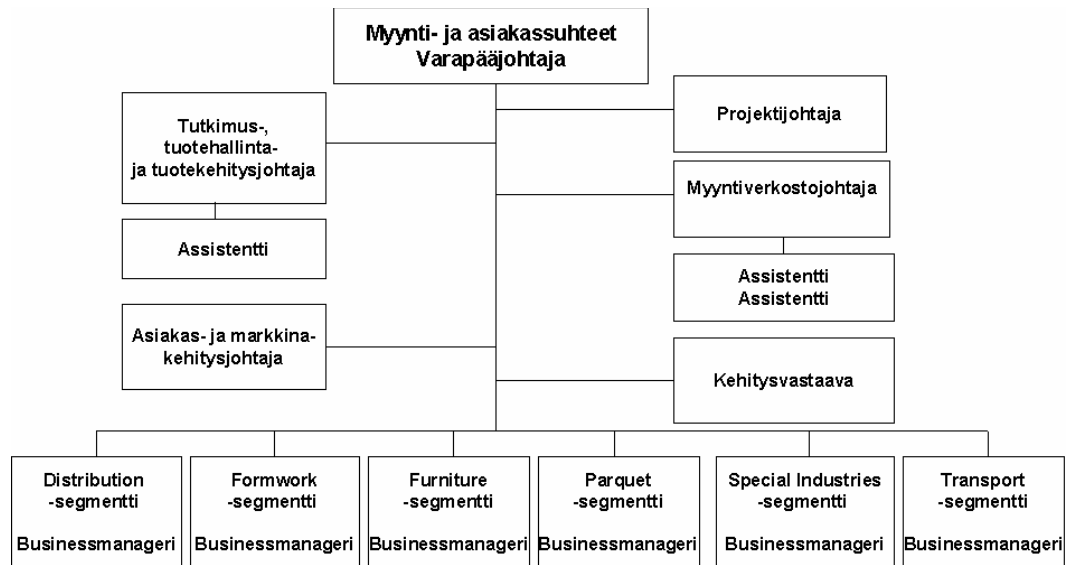 Myynti- ja asiakassuhteet
Varapääjohtaja
Tutkimus-,
tuotehallinta-
ja tuotekehitysjohtaja
Projektijohtaja
Myyntiverkostojohtaja
Assistentti
Assistentti
Assistentti
Asiakas- ja markkina-
kehitysjohtaja
Kehitysvastaava
Distribution
-segmentti
Businessmanageri
Formwork
-segmentti
Businessmanageri
Furniture
-segmentti
Businessmanageri
Parquet
-segmentti
Businessmanageri
Special Industries
-segmentti
Businessmanageri
Transport
-segmentti
Businessmanageri